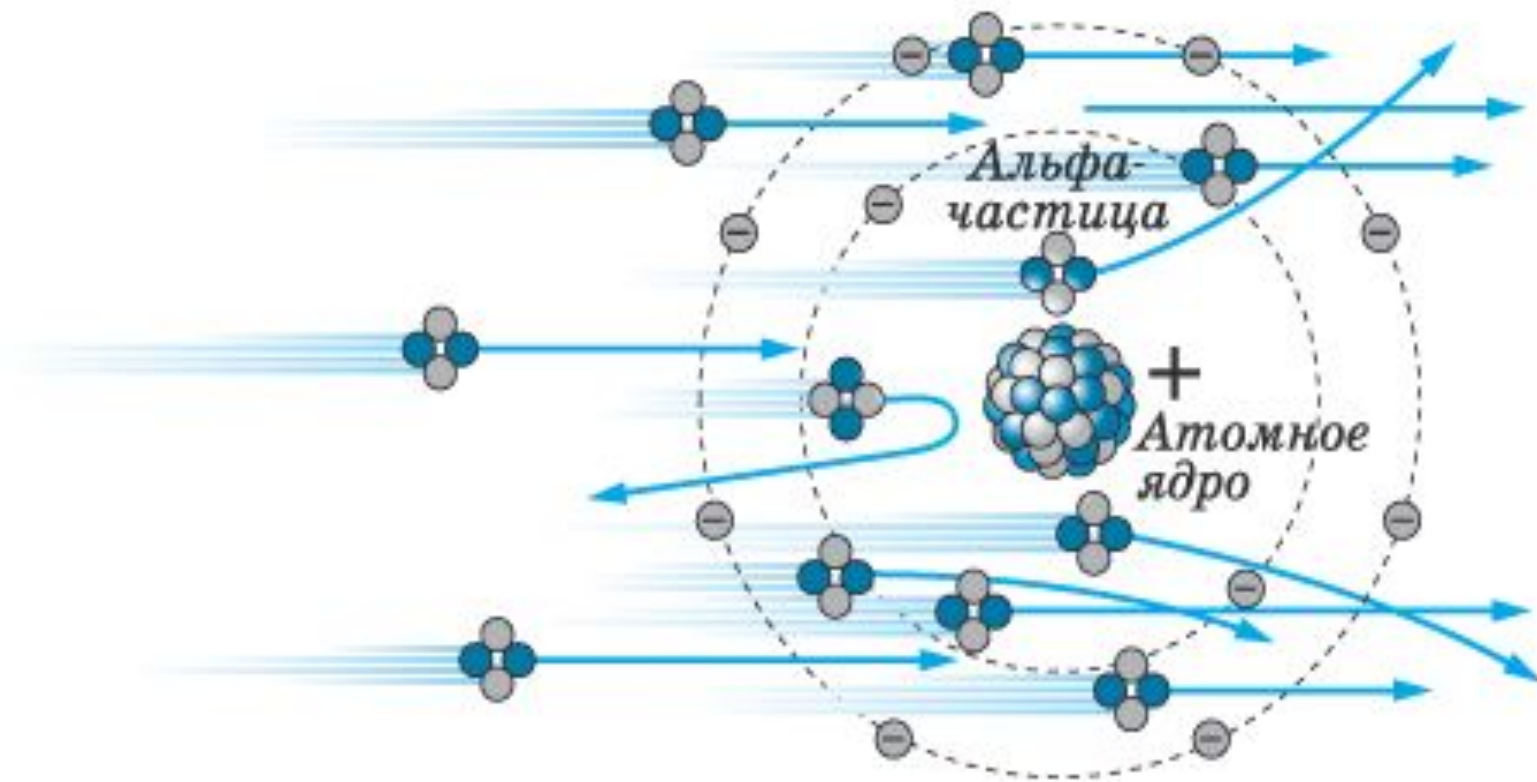 Альфа-
частица
+
Атомное
ядро